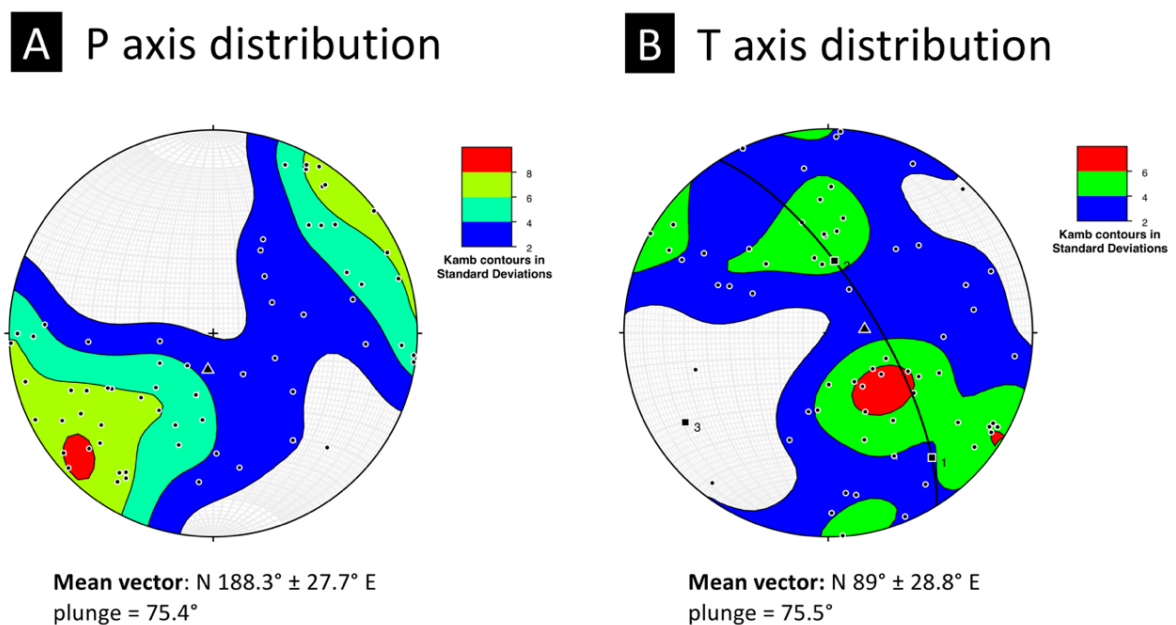 A P axis distribution
B T axis distribution
8
6
4
2
Kamb contours in
Standard Deviations
6
4
2
Kamb contours in
Standard Deviations
2
3
1
Mean vector: N 188.3° ± 27.7° E
plunge = 75.4°
Mean vector: N 89° ± 28.8° E
plunge = 75.5°